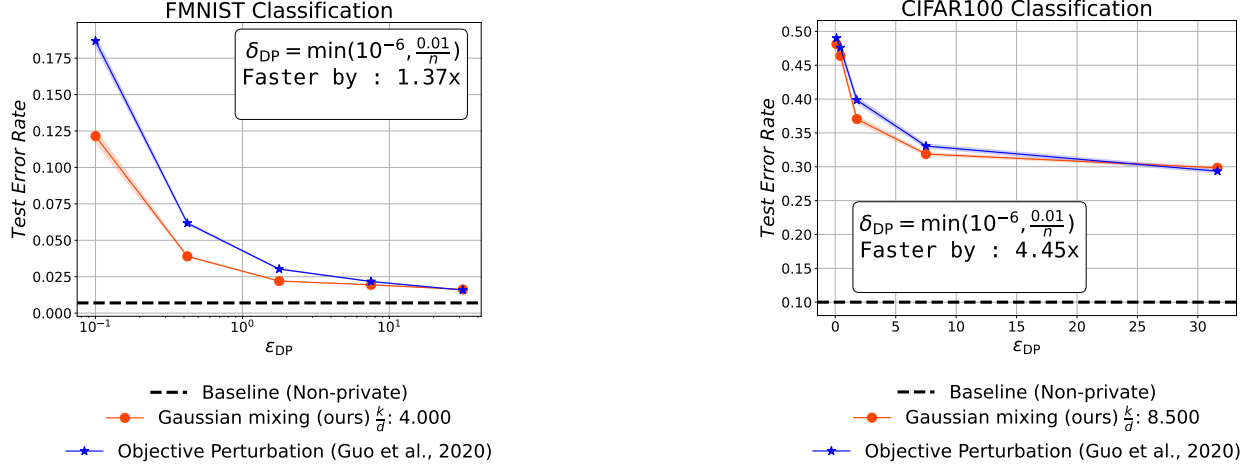 FMNIST Classification
Test Error Rate
0.175
0.150
0.125
0.100
0.075
0.050
0.025
0.000
δ_DP = min(10⁻⁶, 0.01/n)
Faster by : 1.37x
10⁻¹
10⁰
10¹
ε_DP
Baseline (Non-private)
Gaussian mixing (ours) k/d: 4.000
Objective Perturbation (Guo et al., 2020)
CIFAR100 Classification
Test Error Rate
0.50
0.45
0.40
0.35
0.30
0.25
0.20
0.15
0.10
δ_DP = min(10⁻⁶, 0.01/n)
Faster by : 4.45x
0
5
10
15
20
25
30
ε_DP
Baseline (Non-private)
Gaussian mixing (ours) k/d: 8.500
Objective Perturbation (Guo et al., 2020)